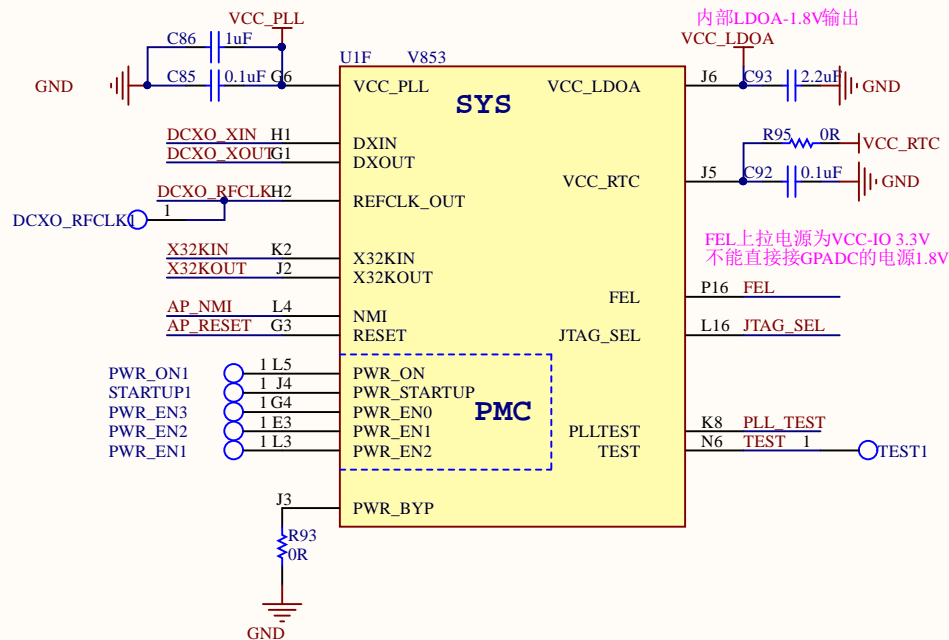 内部LDOA-1.8V输出
VCC_PLL
VCC_LDOA
C86 1uF
U1F V853
C85 0.1uF G6
VCC_PLL
VCC_LDOA
J6 C93 2.2uF
GND
GND
SYS
DCXO_XIN H1
DXIN
R95 0R
VCC_RTC
DCXO_XOUT G1
DXOUT
VCC_RTC
J5 C92 0.1uF
GND
DCXO_RFCLK H2
REFCLK_OUT
DCXO_RFCLK1
1
FEL上拉电源为VCC-IO 3.3V
不能直接接GPADC的电源1.8V
X32KIN K2
X32KIN
X32KOUT J2
X32KOUT
FEL
P16 FEL
AP_NMI L4
NMI
AP_RESET G3
RESET
JTAG_SEL
L16 JTAG_SEL
PWR_ON1 1 L5 PWR_ON
STARTUP1 1 J4 PWR_STARTUP
PWR_EN3 1 G4 PWR_EN0
PMC
PWR_EN2 1 E3 PWR_EN1
PLLTEST K8 PLL_TEST
PWR_EN1 1 L3 PWR_EN2
TEST N6 TEST 1 TEST1
J3
PWR_BYP
R93
0R
GND